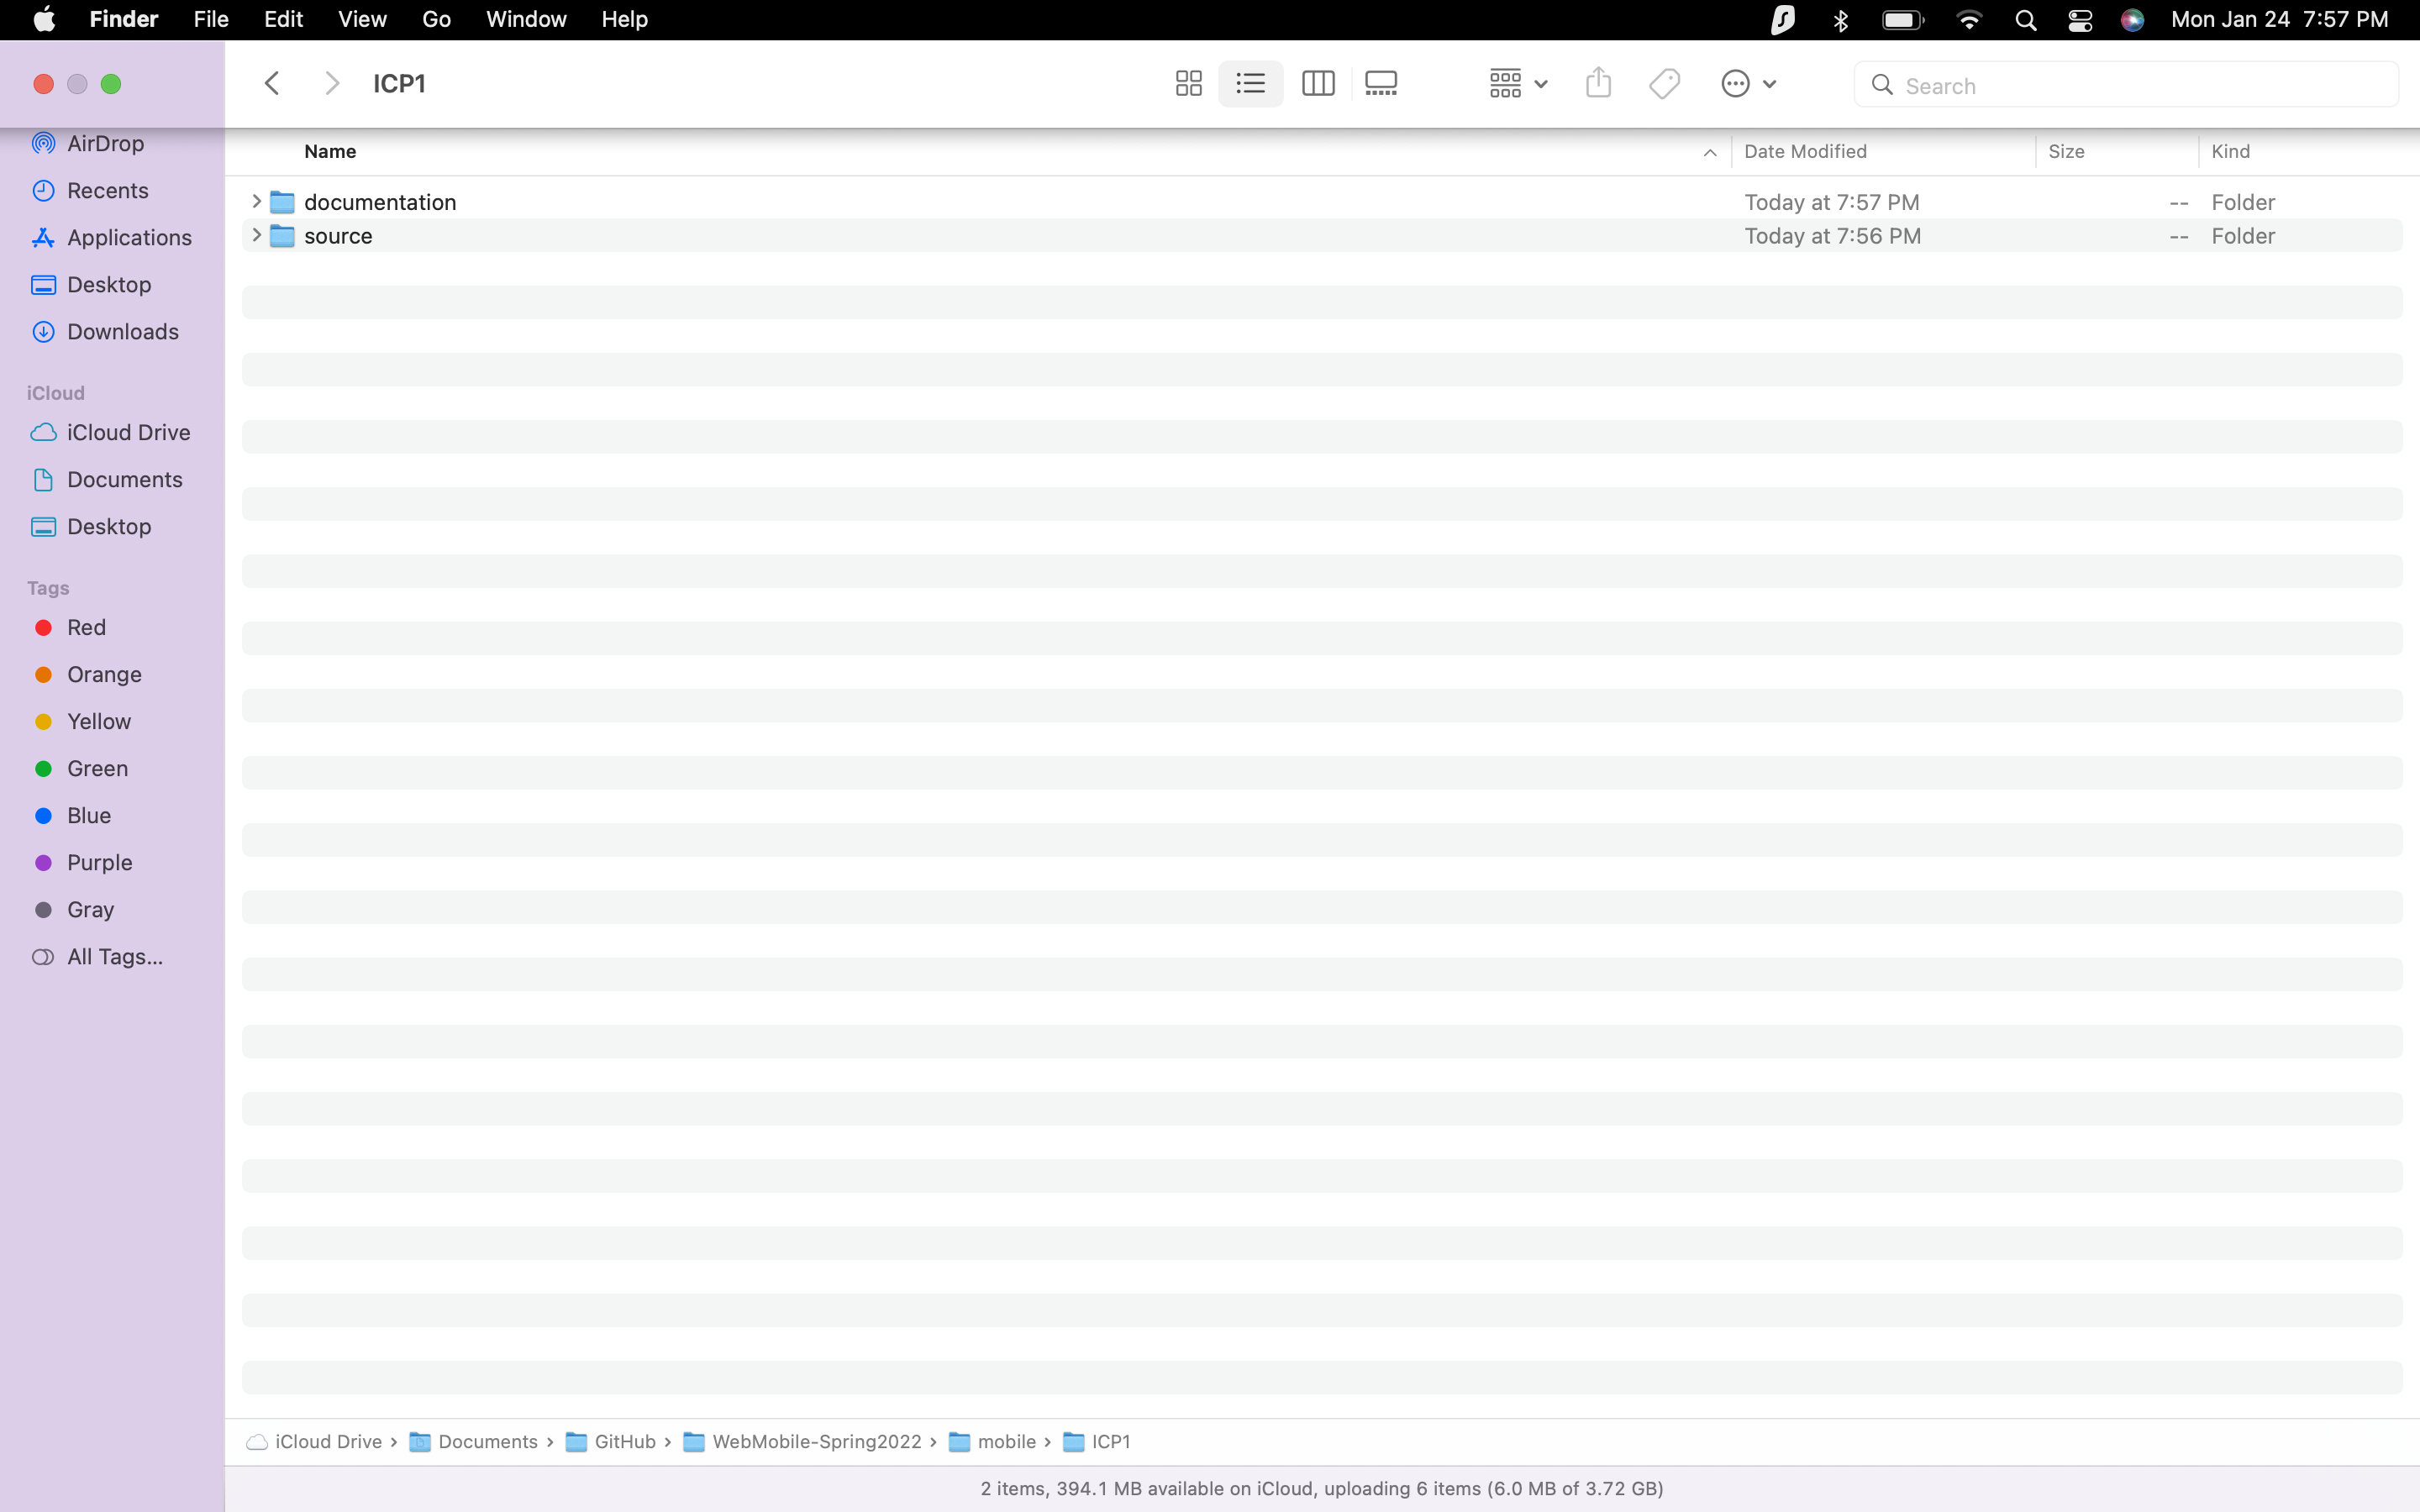 Finder File Edit View Go Window Help Mon Jan 24 7:57 PM
ICP1 Search
AirDrop
Recents
Applications
Desktop
Downloads
iCloud
iCloud Drive
Documents
Desktop
Tags
Red
Orange
Yellow
Green
Blue
Purple
Gray
All Tags...
Name Date Modified Size Kind
documentation Today at 7:57 PM -- Folder
source Today at 7:56 PM -- Folder
iCloud Drive › Documents › GitHub › WebMobile-Spring2022 › mobile › ICP1
2 items, 394.1 MB available on iCloud, uploading 6 items (6.0 MB of 3.72 GB)